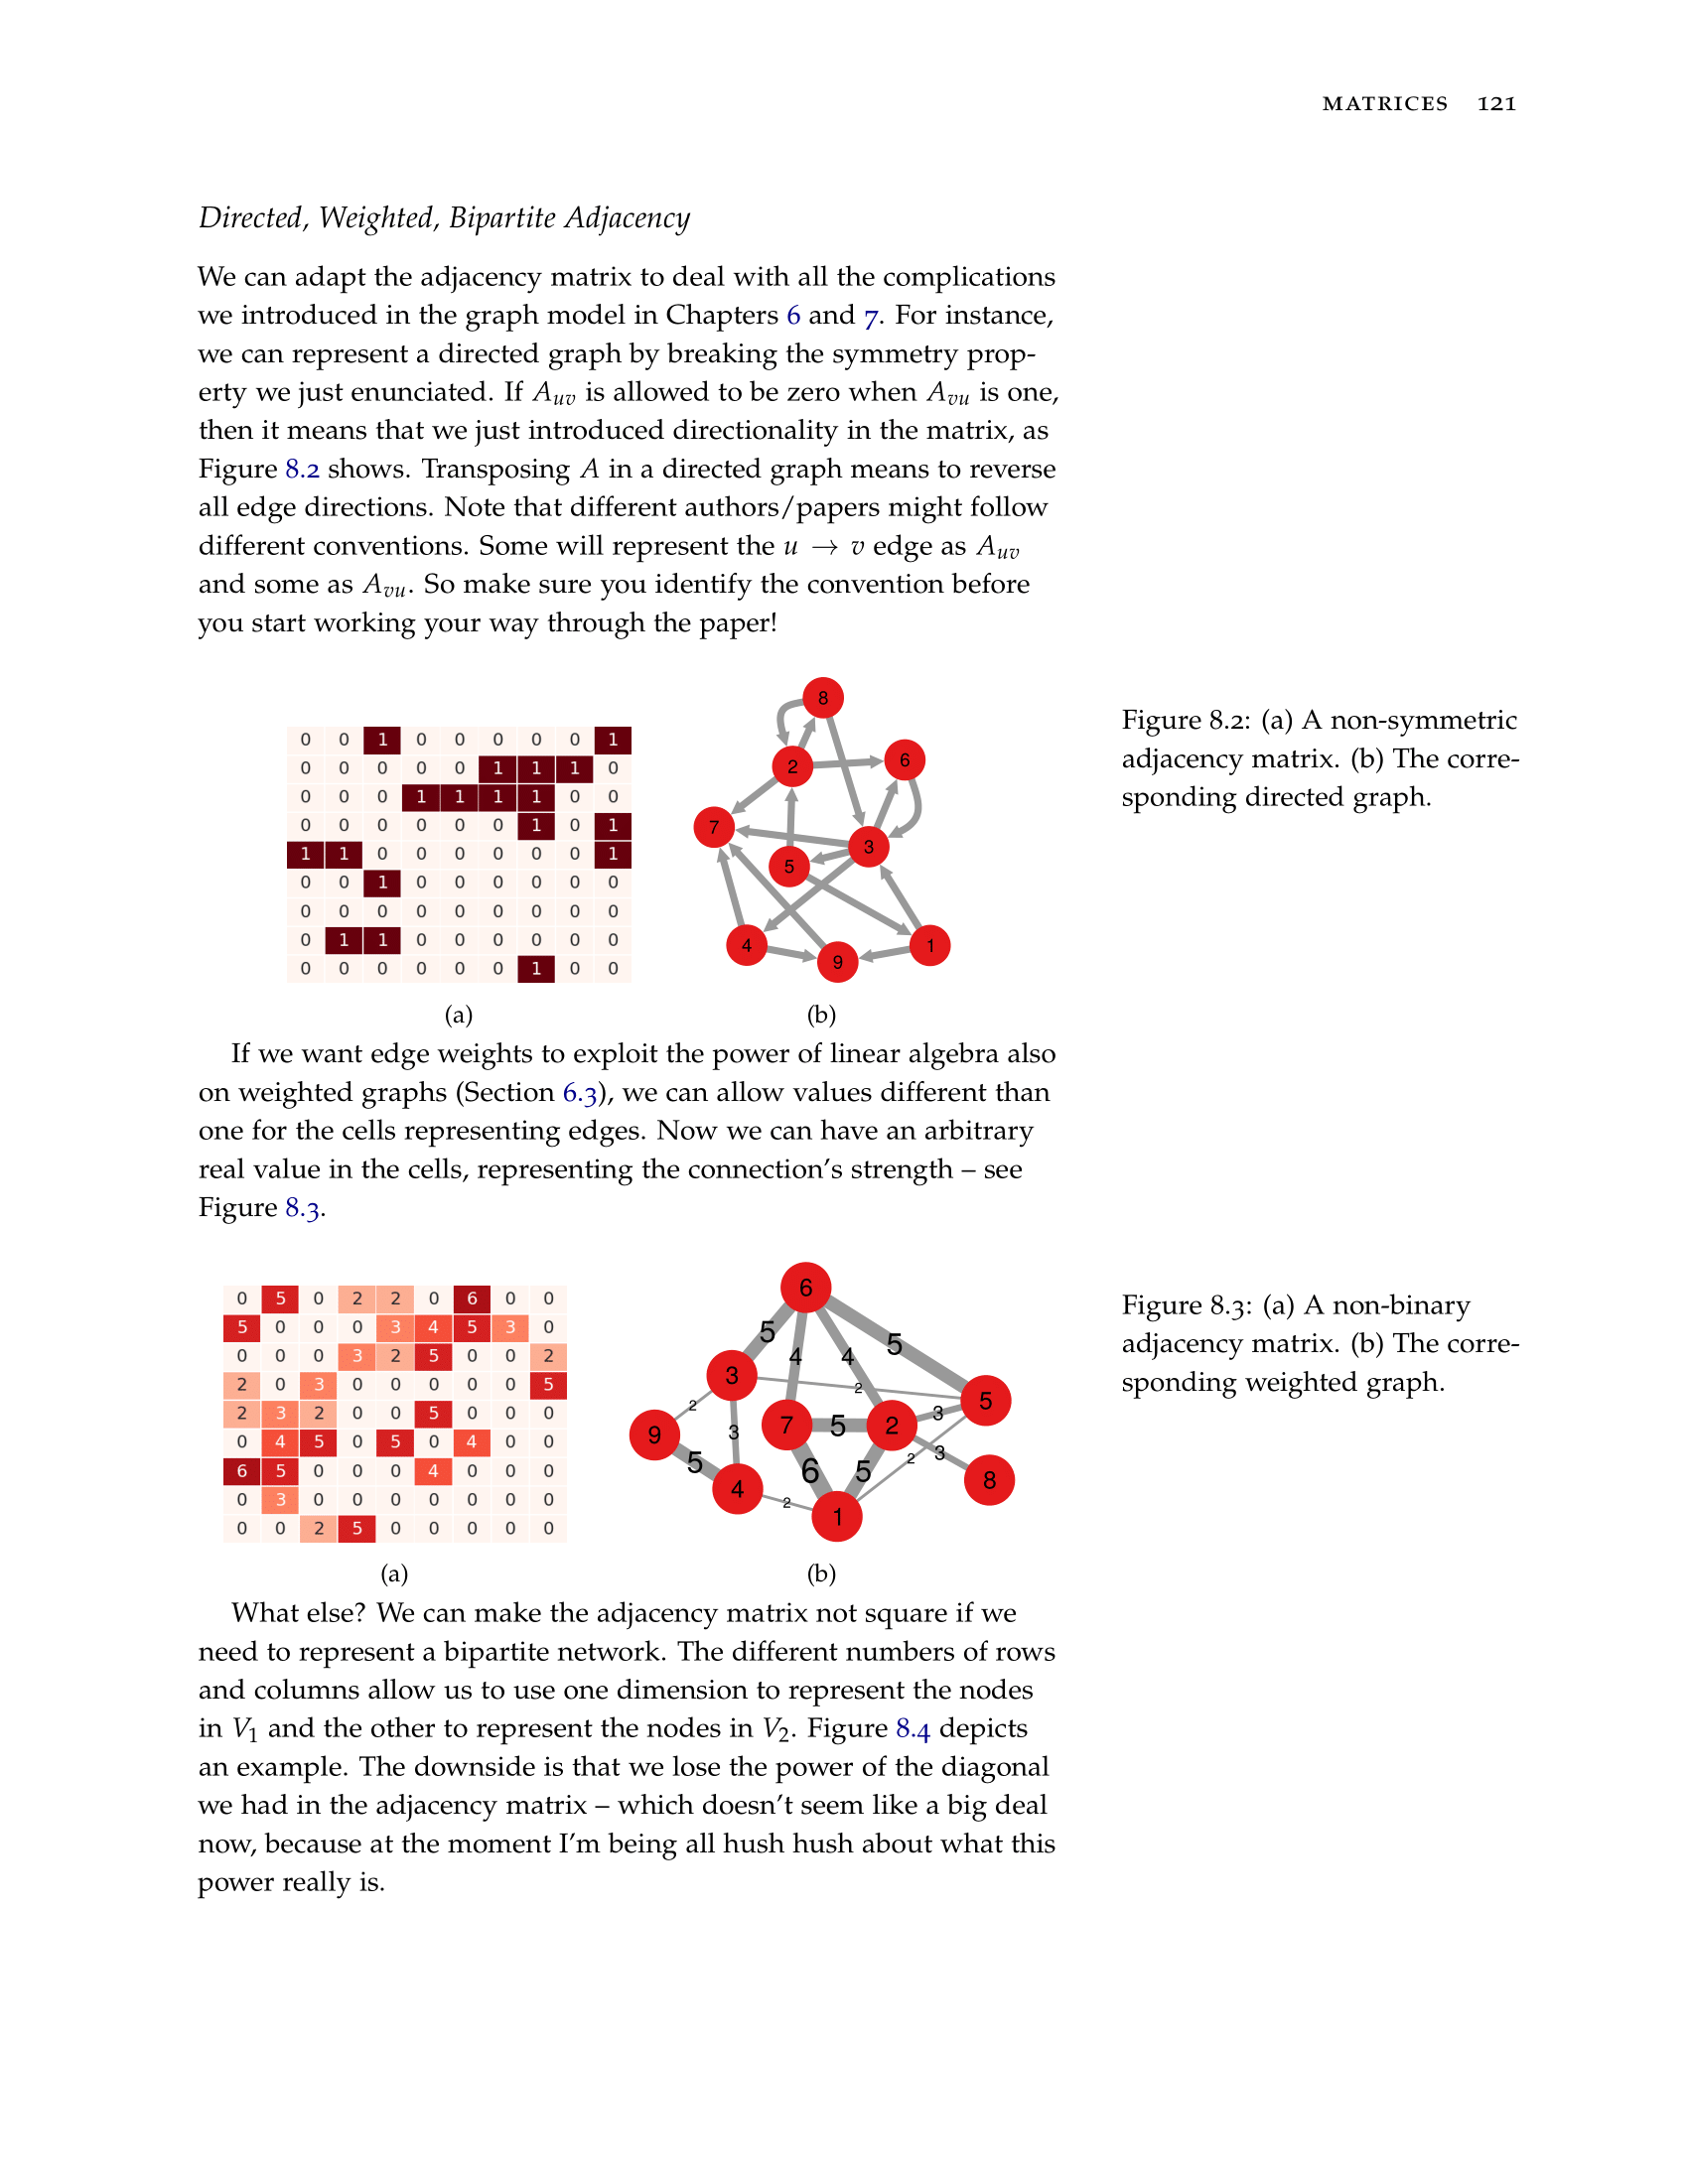 MATRICES 121
Directed, Weighted, Bipartite Adjacency
We can adapt the adjacency matrix to deal with all the complications
we introduced in the graph model in Chapters 6 and 7. For instance,
we can represent a directed graph by breaking the symmetry prop-
erty we just enunciated. If Auv is allowed to be zero when Avu is one,
then it means that we just introduced directionality in the matrix, as
Figure 8.2 shows. Transposing A in a directed graph means to reverse
all edge directions. Note that different authors/papers might follow
different conventions. Some will represent the u → v edge as Auv
and some as Avu. So make sure you identify the convention before
you start working your way through the paper!
0 0 1 0 0 0 0 0 1
0 0 0 0 0 1 1 1 0
0 0 0 1 1 1 1 0 0
0 0 0 0 0 0 1 0 1
1 1 0 0 0 0 0 0 1
0 0 1 0 0 0 0 0 0
0 0 0 0 0 0 0 0 0
0 1 1 0 0 0 0 0 0
0 0 0 0 0 0 1 0 0
(a)
8
6
2
7
3
5
4
1
9
(b)
Figure 8.2: (a) A non-symmetric
adjacency matrix. (b) The corre-
sponding directed graph.
If we want edge weights to exploit the power of linear algebra also
on weighted graphs (Section 6.3), we can allow values different than
one for the cells representing edges. Now we can have an arbitrary
real value in the cells, representing the connection's strength – see
Figure 8.3.
0 5 0 2 2 0 6 0 0
5 0 0 0 3 4 5 3 0
0 0 0 3 2 5 0 0 2
2 0 3 0 0 0 0 0 5
2 3 2 0 0 5 0 0 0
0 4 5 0 5 0 4 0 0
6 5 0 0 0 4 0 0 0
0 3 0 0 0 0 0 0 0
0 0 2 5 0 0 0 0 0
(a)
6
5
5
4 4
3
2
5
2
3
7 5 2
9
3
3
2
5
6 5
8
4
2
1
(b)
Figure 8.3: (a) A non-binary
adjacency matrix. (b) The corre-
sponding weighted graph.
What else? We can make the adjacency matrix not square if we
need to represent a bipartite network. The different numbers of rows
and columns allow us to use one dimension to represent the nodes
in V1 and the other to represent the nodes in V2. Figure 8.4 depicts
an example. The downside is that we lose the power of the diagonal
we had in the adjacency matrix – which doesn't seem like a big deal
now, because at the moment I'm being all hush hush about what this
power really is.